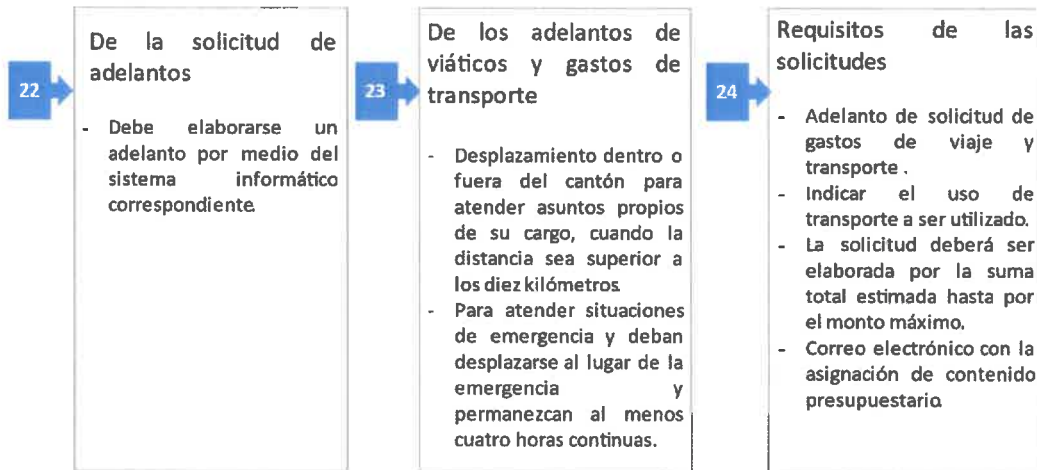 22
De la solicitud de
adelantos
- Debe elaborarse un
adelanto por medio del
sistema informático
correspondiente.
23
De los adelantos de
viáticos y gastos de
transporte
- Desplazamiento dentro o
fuera del cantón para
atender asuntos propios
de su cargo, cuando la
distancia sea superior a
los diez kilómetros.
- Para atender situaciones
de emergencia y deban
desplazarse al lugar de la
emergencia y
permanezcan al menos
cuatro horas continuas.
24
Requisitos de las
solicitudes
- Adelanto de solicitud de
gastos de viaje y
transporte .
- Indicar el uso de
transporte a ser utilizado.
- La solicitud deberá ser
elaborada por la suma
total estimada hasta por
el monto máximo.
- Correo electrónico con la
asignación de contenido
presupuestario.